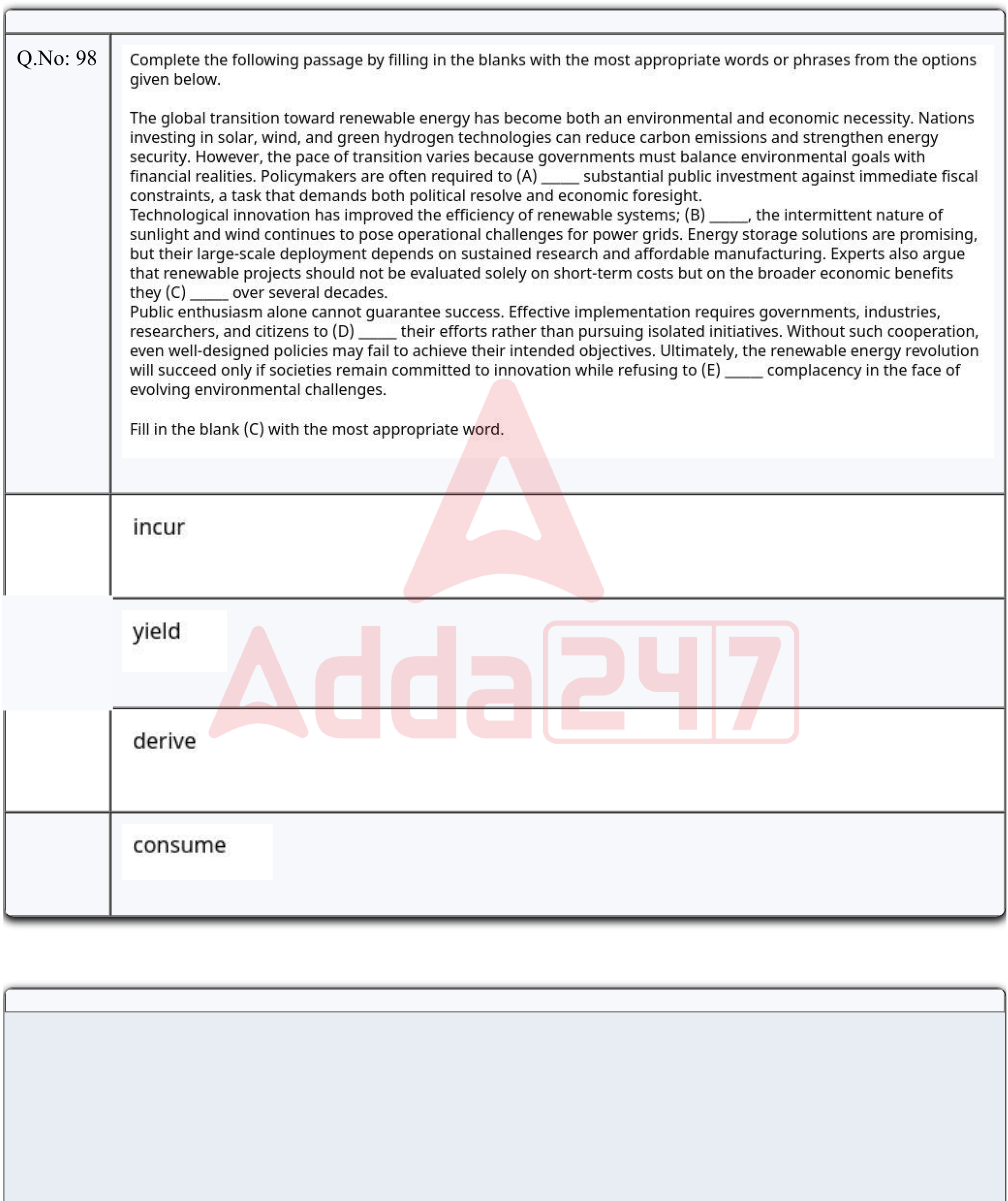 Q.No: 98
Complete the following passage by filling in the blanks with the most appropriate words or phrases from the options
given below.
The global transition toward renewable energy has become both an environmental and economic necessity. Nations
investing in solar, wind, and green hydrogen technologies can reduce carbon emissions and strengthen energy
security. However, the pace of transition varies because governments must balance environmental goals with
financial realities. Policymakers are often required to (A) _____ substantial public investment against immediate fiscal
constraints, a task that demands both political resolve and economic foresight.
Technological innovation has improved the efficiency of renewable systems; (B) _____, the intermittent nature of
sunlight and wind continues to pose operational challenges for power grids. Energy storage solutions are promising,
but their large-scale deployment depends on sustained research and affordable manufacturing. Experts also argue
that renewable projects should not be evaluated solely on short-term costs but on the broader economic benefits
they (C) _____ over several decades.
Public enthusiasm alone cannot guarantee success. Effective implementation requires governments, industries,
researchers, and citizens to (D) _____ their efforts rather than pursuing isolated initiatives. Without such cooperation,
even well-designed policies may fail to achieve their intended objectives. Ultimately, the renewable energy revolution
will succeed only if societies remain committed to innovation while refusing to (E) _____ complacency in the face of
evolving environmental challenges.
Fill in the blank (C) with the most appropriate word.
incur
yield
Adda247
derive
consume